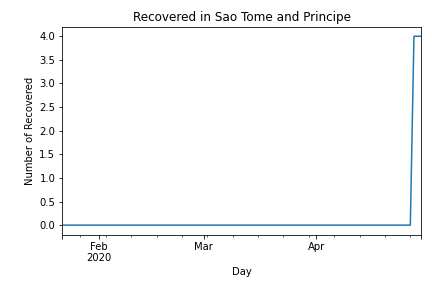 Recovered in Sao Tome and Principe
Number of Recovered
4.0
3.5
3.0
2.5
2.0
1.5
1.0
0.5
0.0
Feb
2020
Mar
Apr
Day